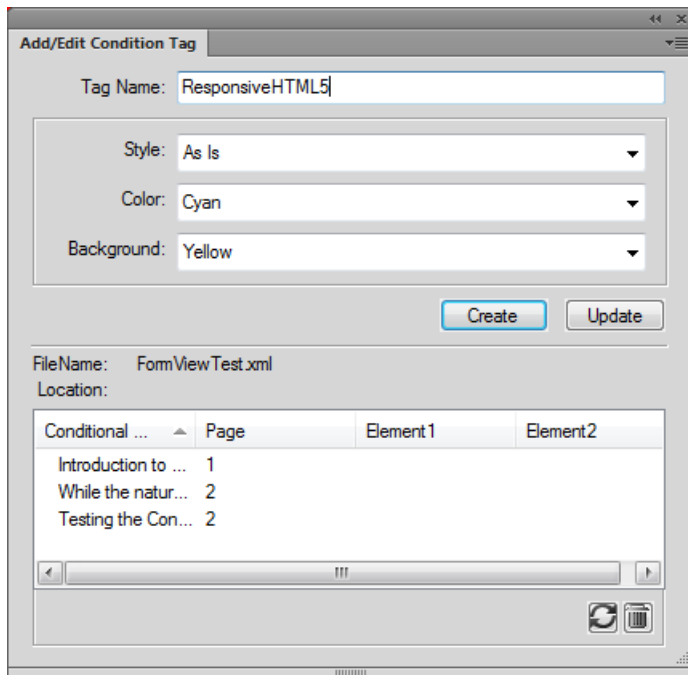 Add/Edit Condition Tag
Tag Name: ResponsiveHTML5
Style: As Is
Color: Cyan
Background: Yellow
Create Update
FileName: FormViewTest.xml
Location:
Conditional ... Page Element1 Element2
Introduction to ... 1
While the natur... 2
Testing the Con... 2